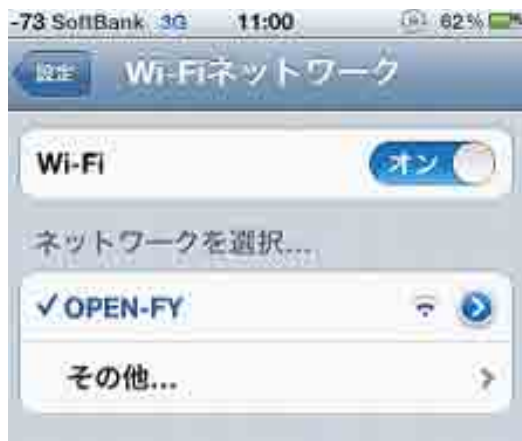 -73 SoftBank 3G 11:00 62%
設定 Wi-Fiネットワーク
Wi-Fi オン
ネットワークを選択...
OPEN-FY
その他...